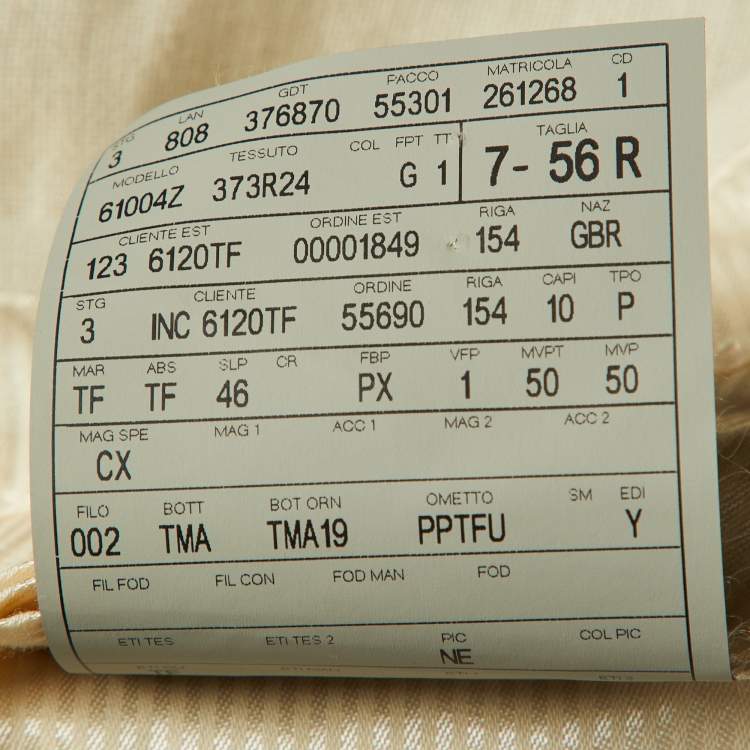 STG LAN GDT PACCO MATRICOLA CD
3 808 376870 55301 261268 1
MODELLO TESSUTO COL FPT TT TAGLIA
61004Z 373R24 G 1 7- 56 R
CLIENTE EST ORDINE EST RIGA NAZ
123 6120TF 00001849 154 GBR
STG CLIENTE ORDINE RIGA CAPI TPO
3 INC 6120TF 55690 154 10 P
MAR ABS SLP CR FBP VFP MVPT MVP
TF TF 46 PX 1 50 50
MAG SPE MAG 1 ACC 1 MAG 2 ACC 2
CX
FILO BOTT BOT ORN OMETTO SM EDI
002 TMA TMA19 PPTFU Y
FIL FOD FIL CON FOD MAN FOD
ETI TES ETI TES 2 PIC COL PIC
NE